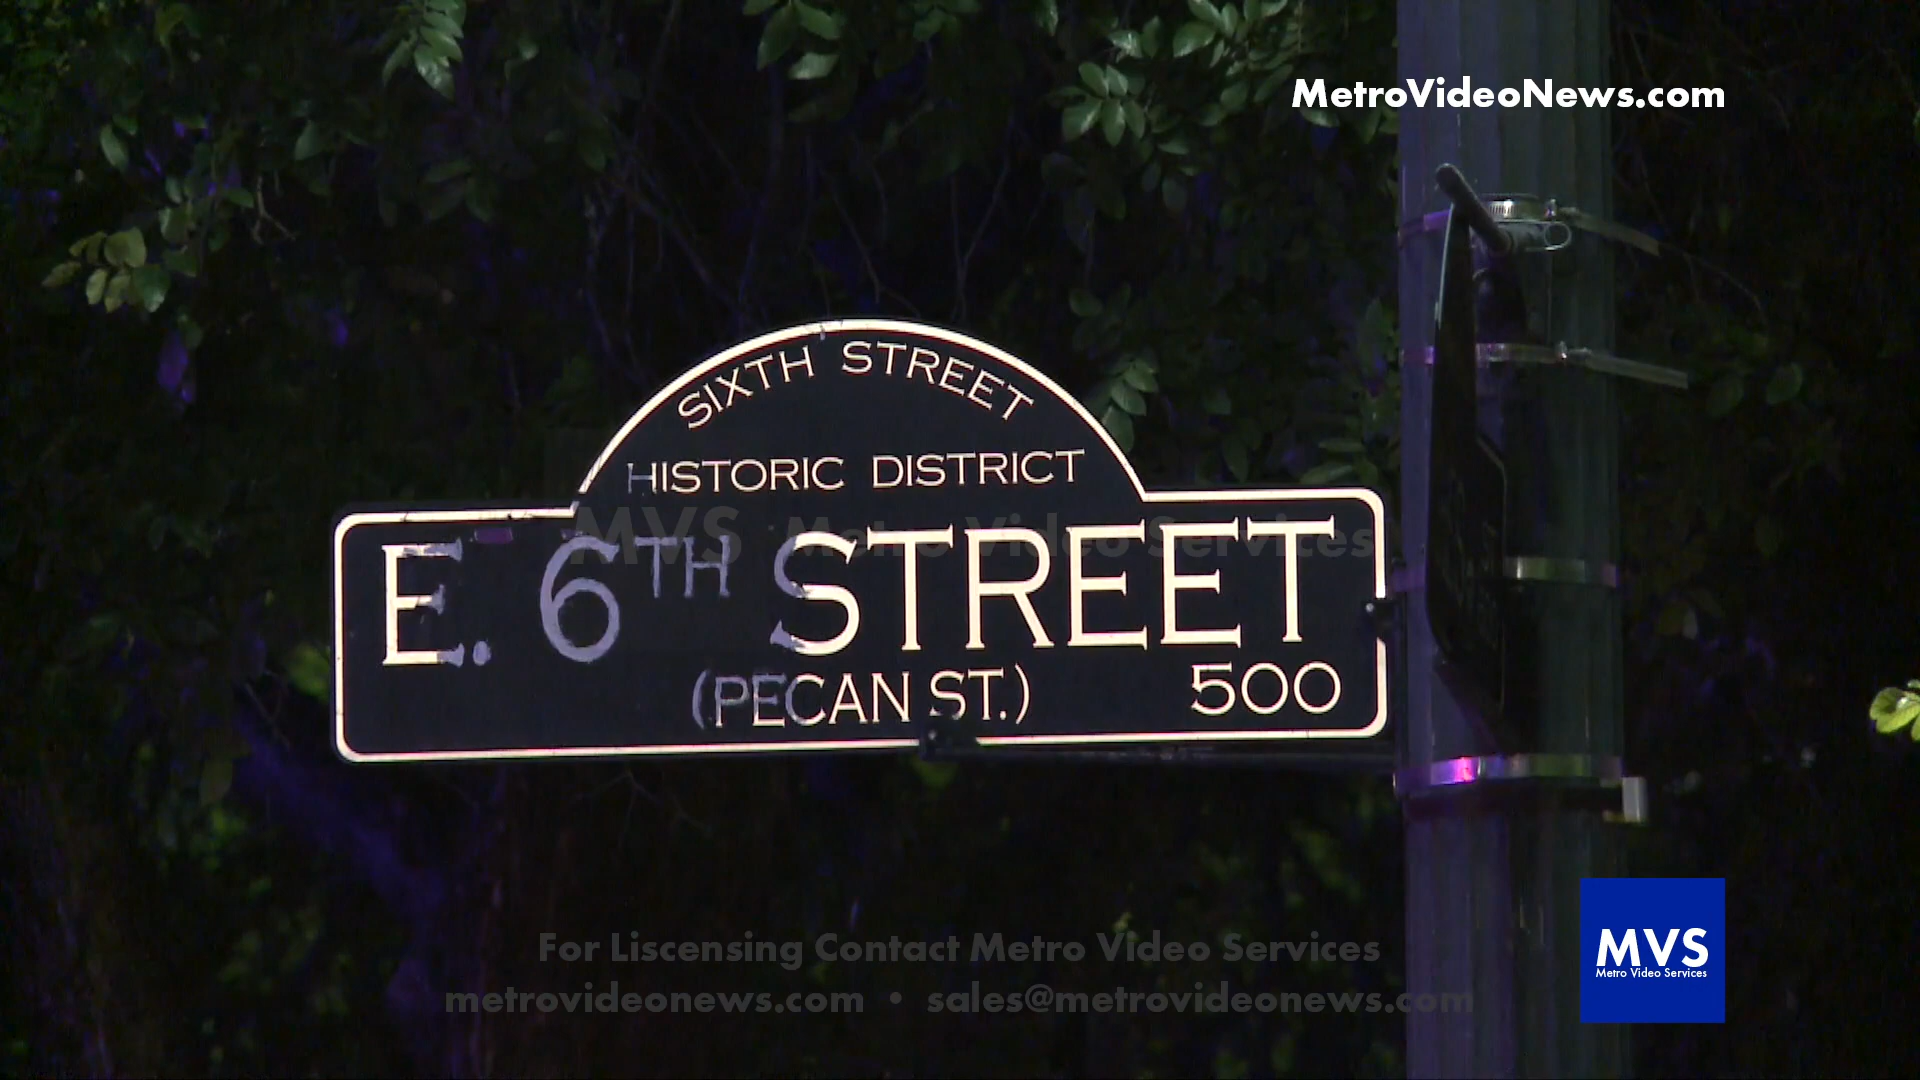 MetroVideoNews.com
SIXTH STREET
HISTORIC DISTRICT
MVS Metro Video Services
E. 6TH STREET
(PECAN ST.) 500
For Liscensing Contact Metro Video Services
metrovideonews.com • sales@metrovideonews.com
MVS
Metro Video Services